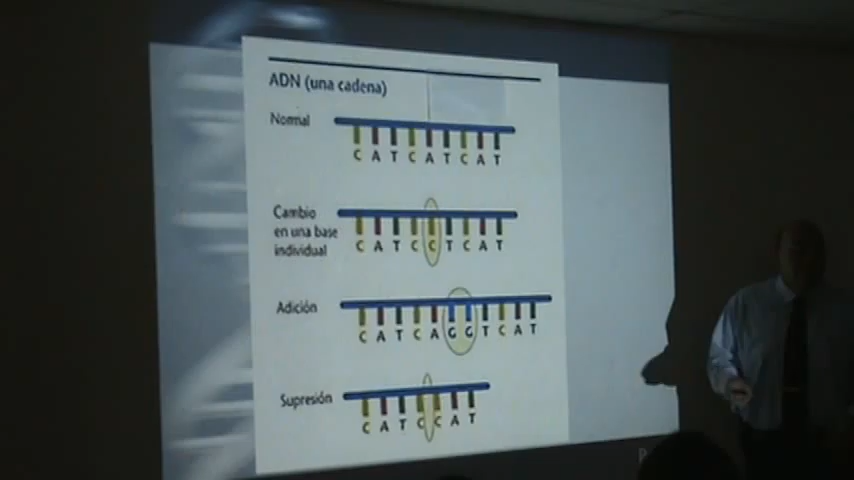 ADN (una cadena)
Normal
C A T C A T C A T
Cambio
en una base
individual
C A T C C T C A T
Adición
C A T C A G G T C A T
Supresión
C A T C C A T